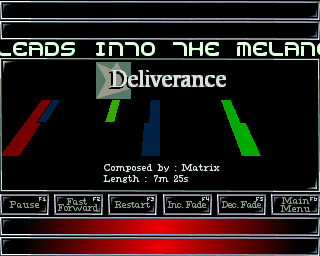 LEADS INTO THE MELAN
Deliverance
Composed by : Matrix
Length : 7m 25s
Pause F1 Fast Forward F2 Restart F3 Inc. Fade F4 Dec. Fade F5 Main Menu F6